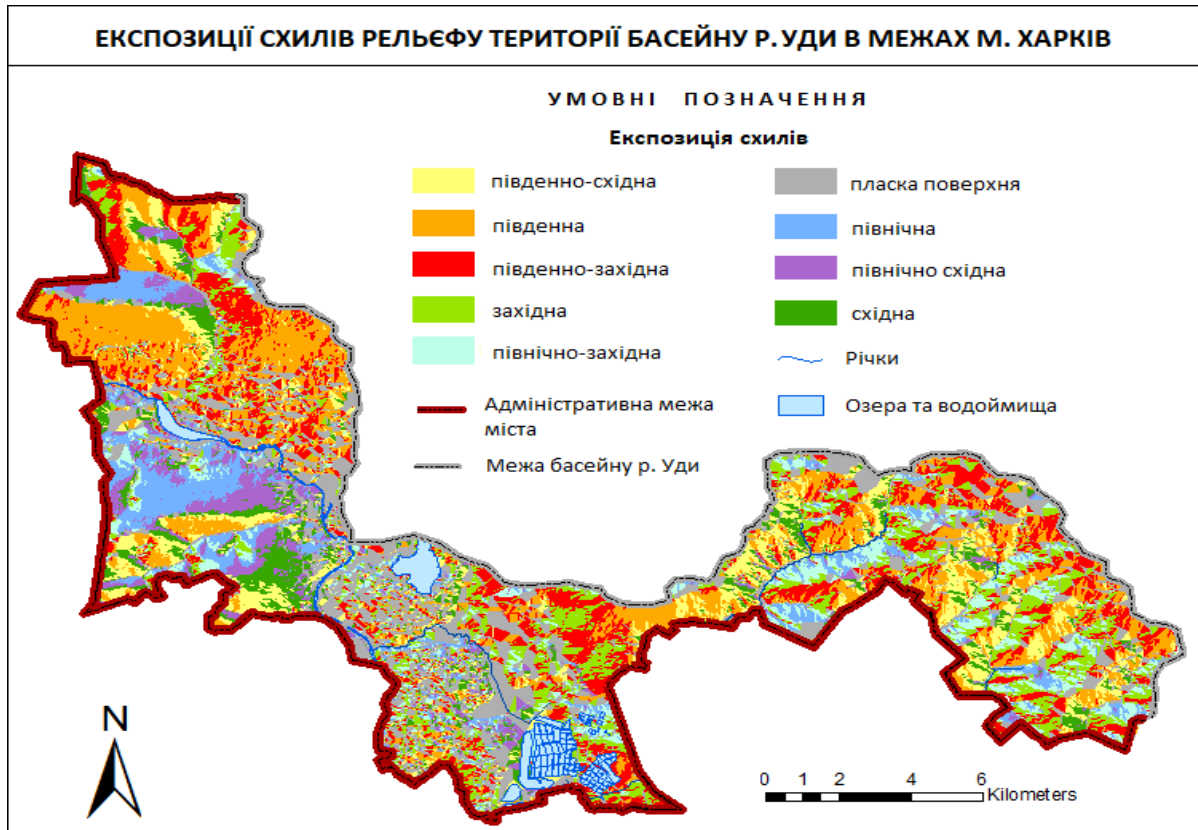 ЕКСПОЗИЦІЇ СХИЛІВ РЕЛЬЄФУ ТЕРИТОРІЇ БАСЕЙНУ Р. УДИ В МЕЖАХ М. ХАРКІВ
УМОВНІ ПОЗНАЧЕННЯ
Експозиція схилів
південно-східна
південна
південно-західна
західна
північно-західна
Адміністративна межа
міста
Межа басейну р. Уди
пласка поверхня
північна
північно східна
східна
Річки
Озера та водоймища
N
0 1 2 4 6
Kilometers